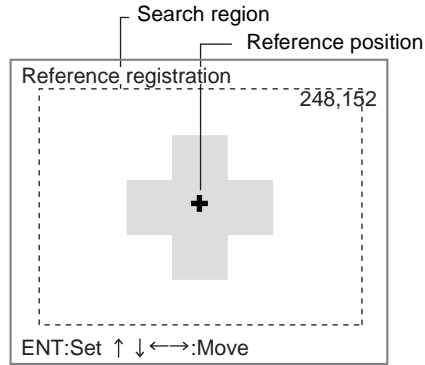 Search region
Reference position
Reference registration
248,152
ENT:Set ↑ ↓ ←→:Move